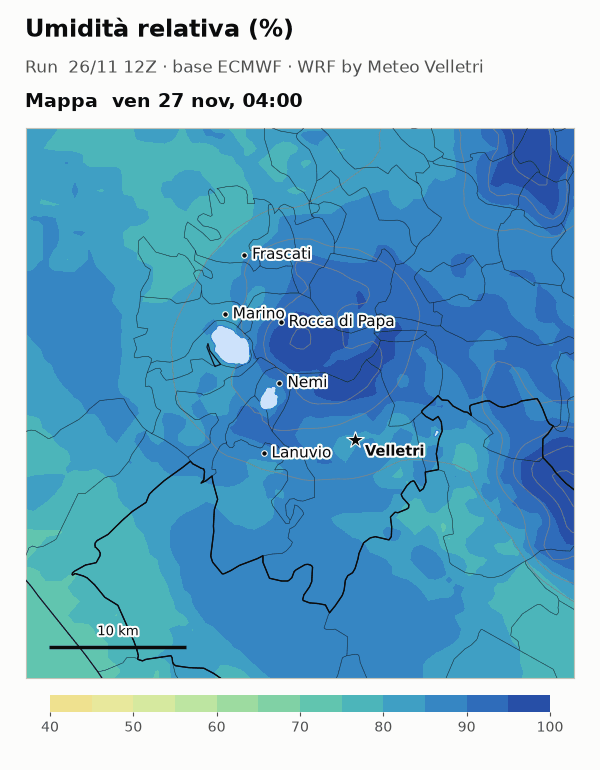 Umidità relativa (%)
Run  26/11 12Z · base ECMWF · WRF by Meteo Velletri
Mappa  ven 27 nov, 04:00
Frascati
Marino
Rocca di Papa
Nemi
Lanuvio
Velletri
10 km
40 50 60 70 80 90 100